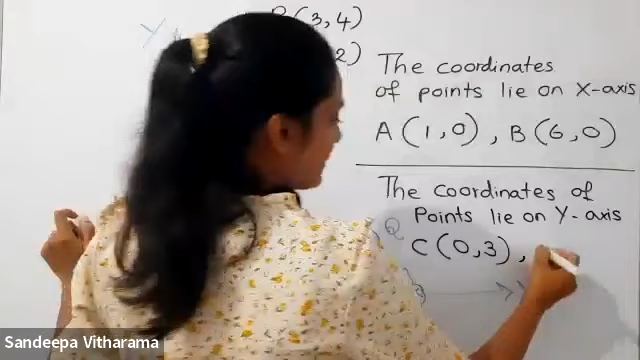 Y
(3,4)
2)
The coordinates
of points lie on X-axis
A(1,0), B(6,0)
The coordinates of
Points lie on Y-axis
Q
C(0,3),
Sandeepa Vitharama